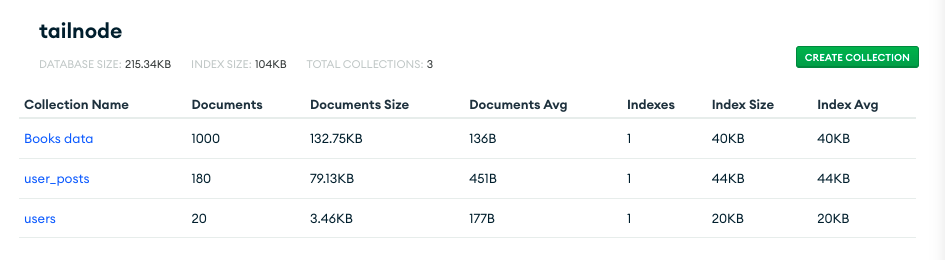 tailnode
DATABASE SIZE: 215.34KB INDEX SIZE: 104KB TOTAL COLLECTIONS: 3
CREATE COLLECTION
Collection Name Documents Documents Size Documents Avg Indexes Index Size Index Avg
Books data 1000 132.75KB 136B 1 40KB 40KB
user_posts 180 79.13KB 451B 1 44KB 44KB
users 20 3.46KB 177B 1 20KB 20KB